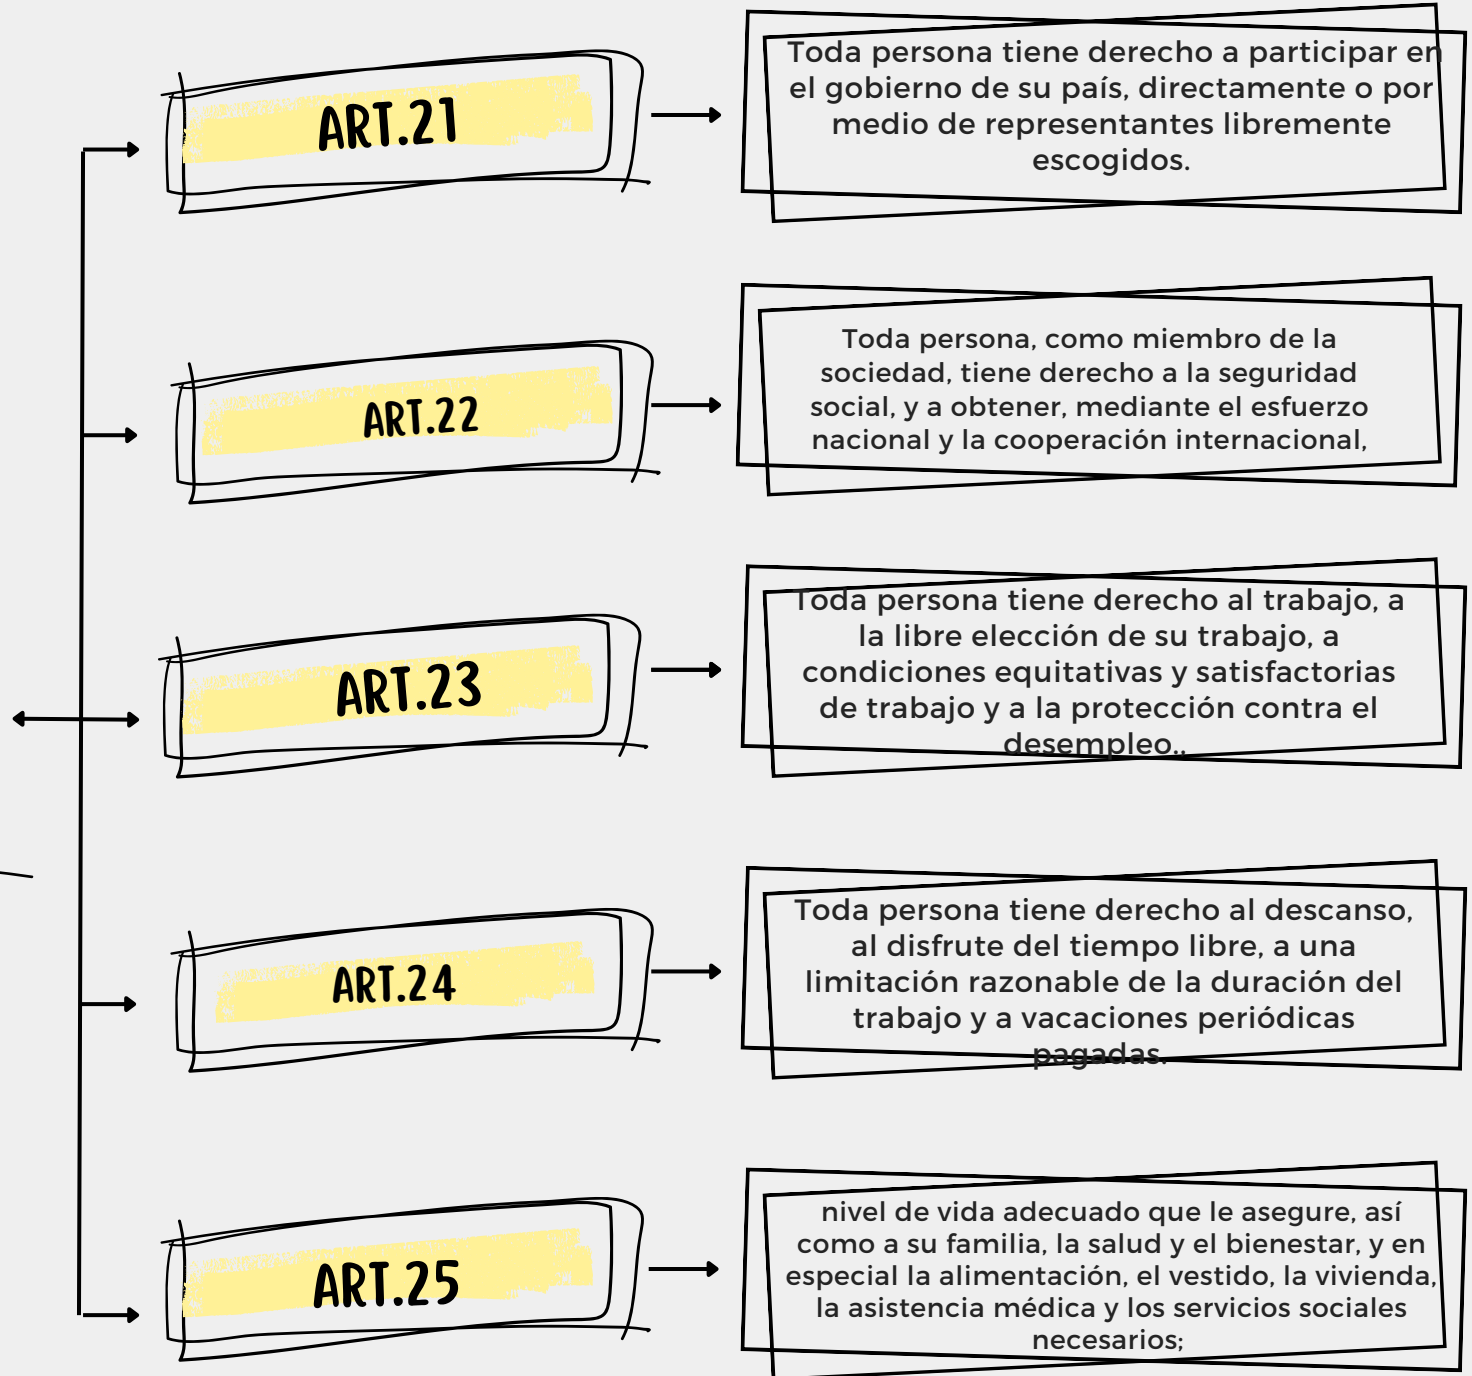 ART.21
Toda persona tiene derecho a participar en
el gobierno de su país, directamente o por
medio de representantes libremente
escogidos.
ART.22
Toda persona, como miembro de la
sociedad, tiene derecho a la seguridad
social, y a obtener, mediante el esfuerzo
nacional y la cooperación internacional,
ART.23
Toda persona tiene derecho al trabajo, a
la libre elección de su trabajo, a
condiciones equitativas y satisfactorias
de trabajo y a la protección contra el
desempleo..
ART.24
Toda persona tiene derecho al descanso,
al disfrute del tiempo libre, a una
limitación razonable de la duración del
trabajo y a vacaciones periódicas
pagadas.
ART.25
nivel de vida adecuado que le asegure, así
como a su familia, la salud y el bienestar, y en
especial la alimentación, el vestido, la vivienda,
la asistencia médica y los servicios sociales
necesarios;